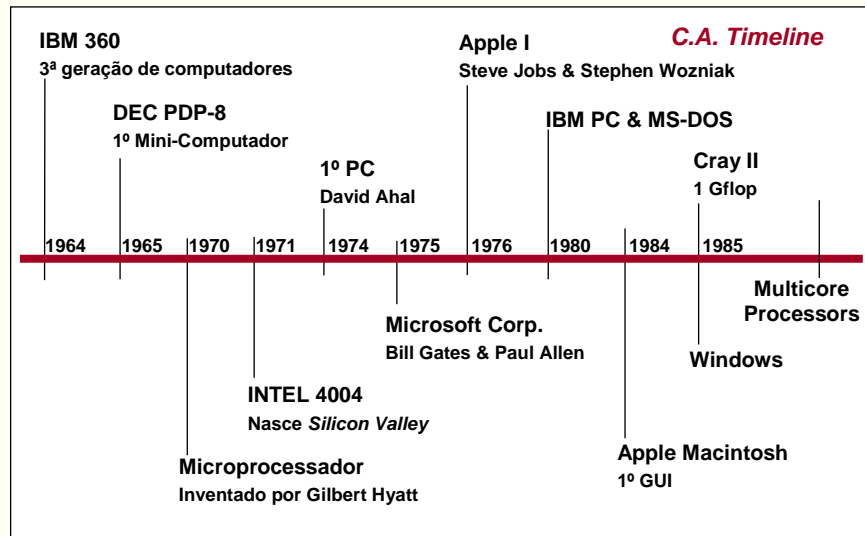 C.A. Timeline
IBM 360
3ª geração de computadores
DEC PDP-8
1º Mini-Computador
1º PC
David Ahal
Apple I
Steve Jobs & Stephen Wozniak
IBM PC & MS-DOS
Cray II
1 Gflop
1964 1965 1970 1971 1974 1975 1976 1980 1984 1985
Multicore
Processors
Microsoft Corp.
Bill Gates & Paul Allen
Windows
INTEL 4004
Nasce Silicon Valley
Apple Macintosh
1º GUI
Microprocessador
Inventado por Gilbert Hyatt